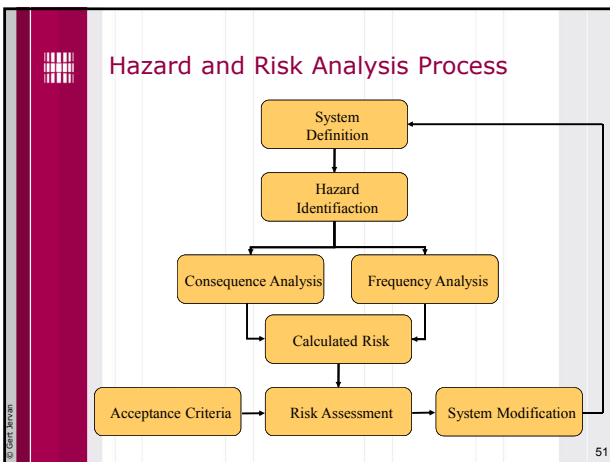 Hazard and Risk Analysis Process
System
Definition
Hazard
Identifiaction
Consequence Analysis
Frequency Analysis
Calculated Risk
Acceptance Criteria
Risk Assessment
System Modification
© Gert Jervan
51